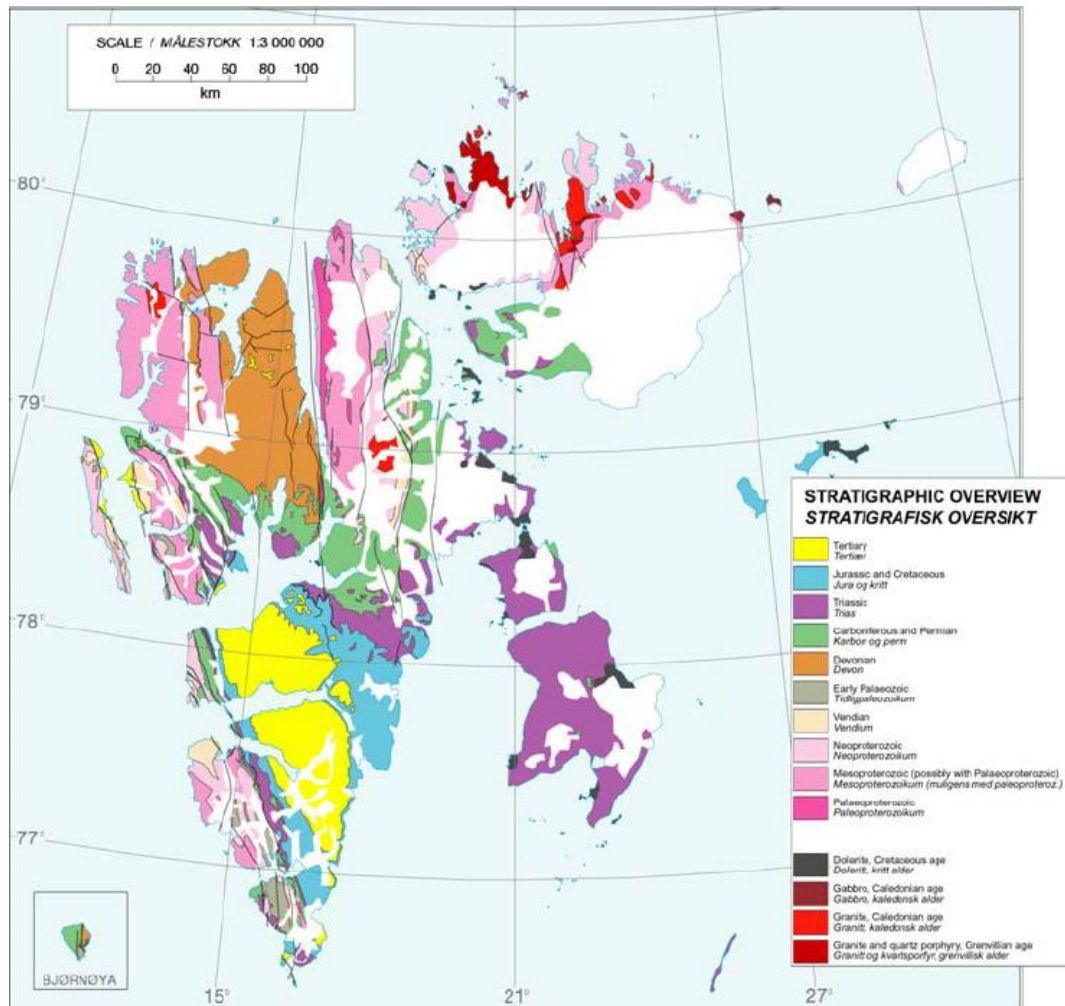 SCALE / MÅLESTOKK 1:3 000 000
0 20 40 60 80 100
km
80°
79°
78°
77°
15°
21°
27°
BJØRNØYA
STRATIGRAPHIC OVERVIEW
STRATIGRAFISK OVERSIKT
Tertiary
Tertiær
Jurassic and Cretaceous
Jura og kritt
Triassic
Trias
Carboniferous and Permian
Karbon og perm
Devonian
Devon
Early Palaeozoic
Tidligpaleozoikum
Vendian
Vendium
Neoproterozoic
Neoproterozoikum
Mesoproterozoic (possibly with Palaeoproterozoic)
Mesoproterozoikum (muligens med paleoproteroz.)
Palaeoproterozoic
Paleoproterozoikum
Dolerite, Cretaceous age
Doleritt, kritt alder
Gabbro, Caledonian age
Gabbro, kaledonsk alder
Granite, Caledonian age
Granitt, kaledonsk alder
Granite and quartz porphyry, Grenvillian age
Granitt og kvartsporfyr, grenvillisk alder